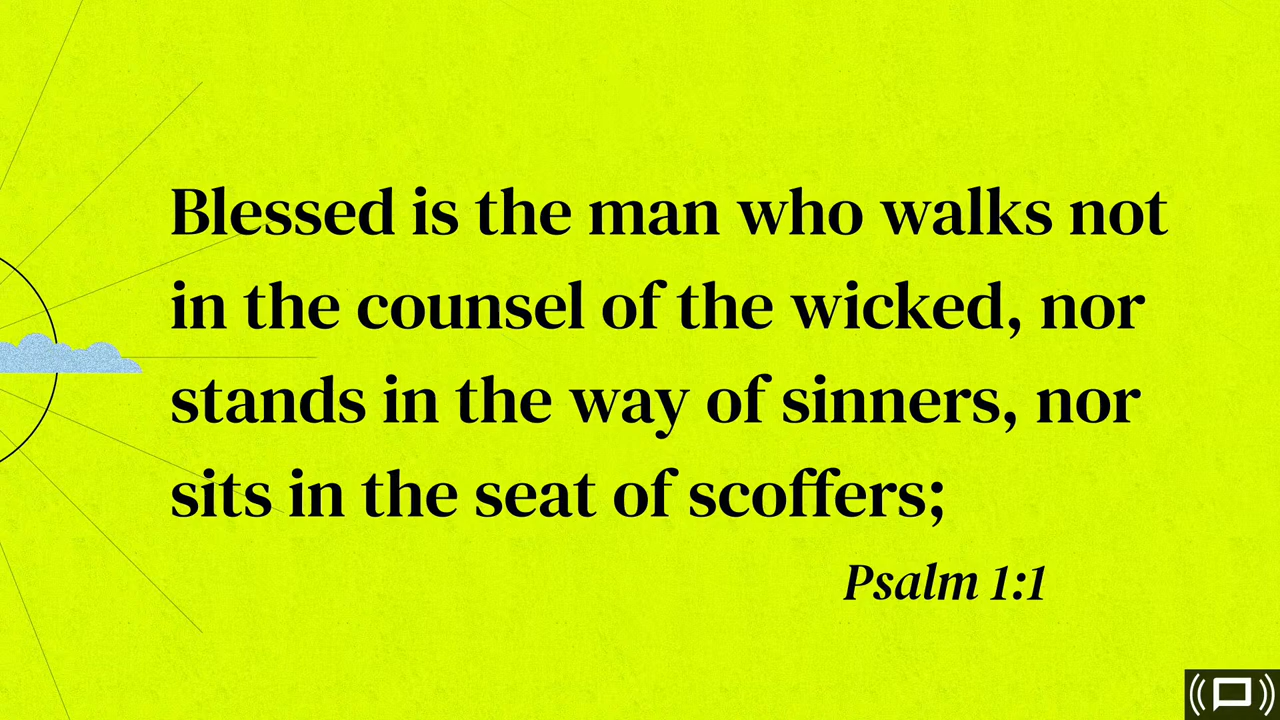 Blessed is the man who walks not
in the counsel of the wicked, nor
stands in the way of sinners, nor
sits in the seat of scoffers;
Psalm 1:1